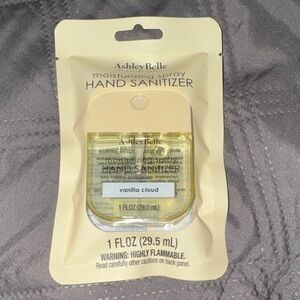 AshleyBelle
moisturizing spray
HAND SANITIZER
AshleyBelle
HAND SANITIZER
vanilla cloud
1 FL OZ (29.5 mL)
1 FL OZ (29.5 mL)
WARNING: HIGHLY FLAMMABLE.
Read carefully other cautions on back panel.